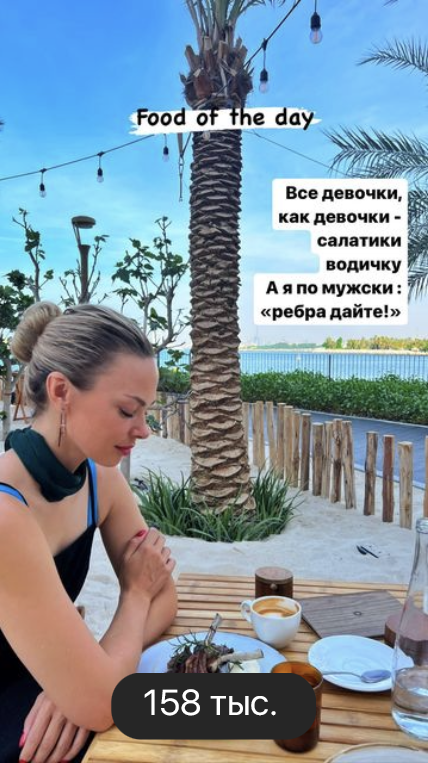 Food of the day
Все девочки,
как девочки -
салатики
водичку
А я по мужски :
«ребра дайте!»
158 тыс.